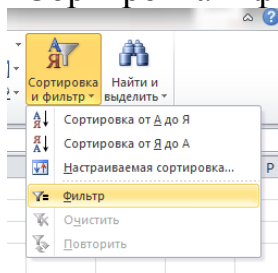 Сортировка и фильтр
Найти и выделить
Сортировка от А до Я
Сортировка от Я до А
Настраиваемая сортировка...
P
Фильтр
Очистить
Повторить